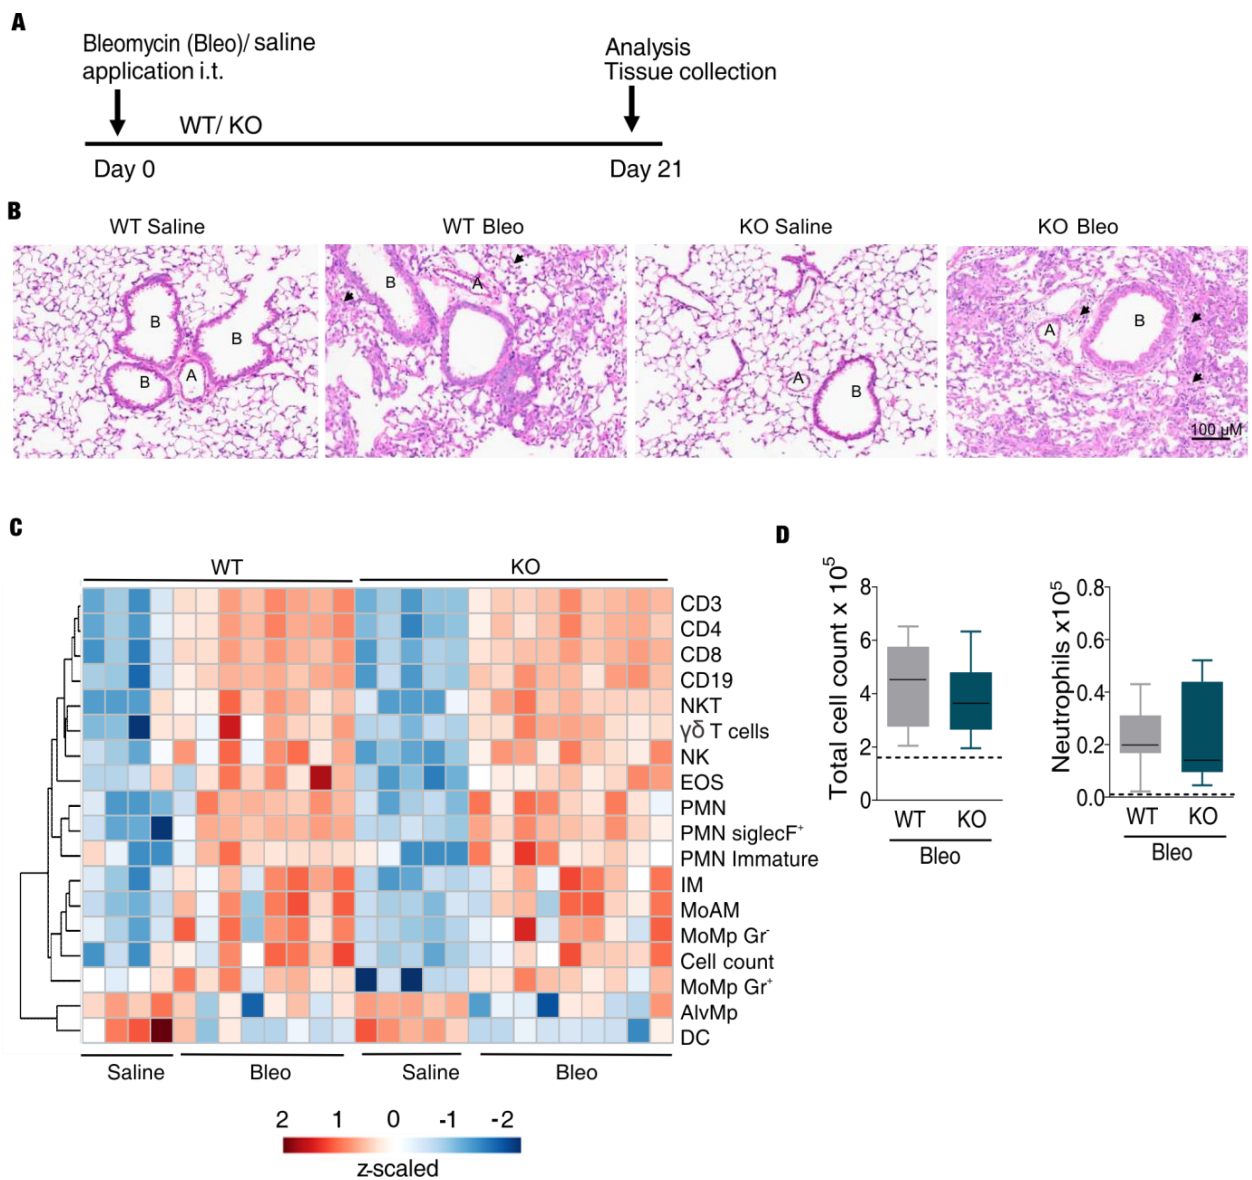 A
Bleomycin (Bleo)/ saline
application i.t.
Analysis
Tissue collection
WT/ KO
Day 0
Day 21
B
WT Saline
WT Bleo
KO Saline
KO Bleo
B
B
B
A
B
A
A
B
A
B
100 µM
C
WT
KO
CD3
CD4
CD8
CD19
NKT
γδ T cells
NK
EOS
PMN
PMN siglecF⁺
PMN Immature
IM
MoAM
MoMp Gr⁻
Cell count
MoMp Gr⁺
AlvMp
DC
Saline
Bleo
Saline
Bleo
2 1 0 -1 -2
z-scaled
D
Total cell count x 10⁵
8
6
4
2
0
WT KO
Bleo
Neutrophils x10⁵
0.8
0.6
0.4
0.2
0.0
WT KO
Bleo